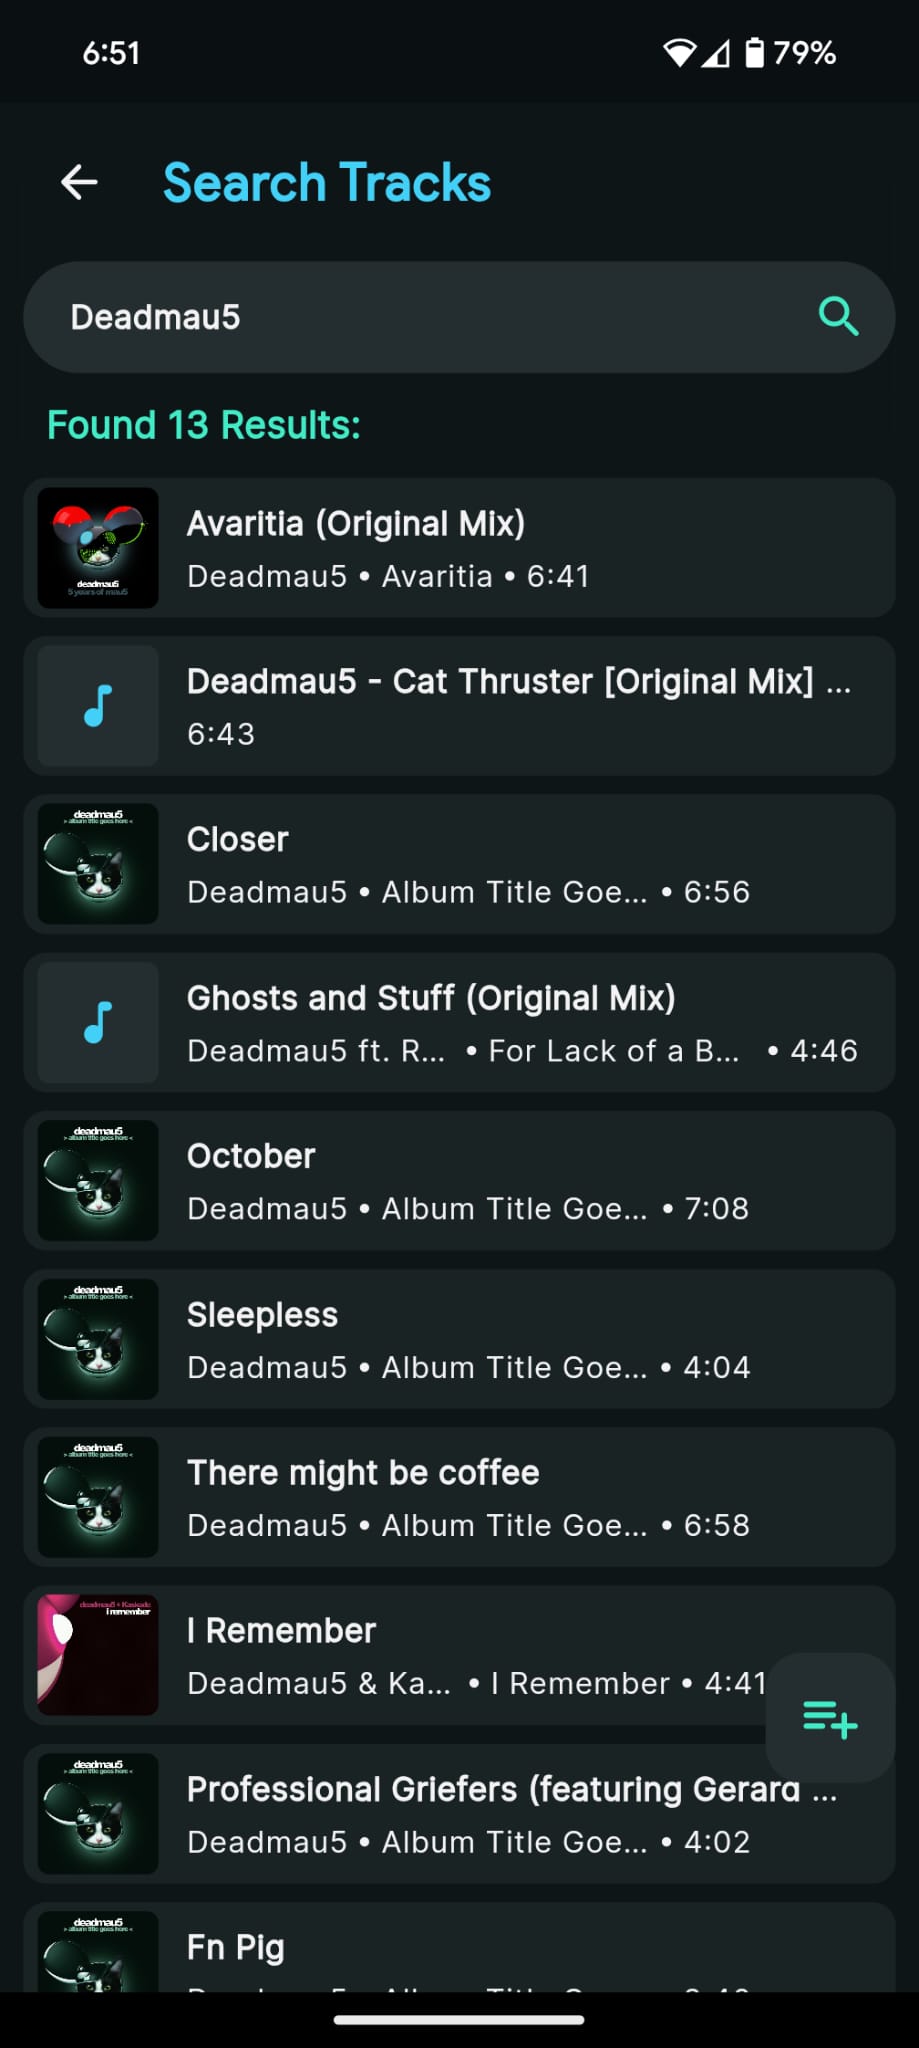 6:51
79%
Search Tracks
Deadmau5
Found 13 Results:
deadmau5
5 years of mau5
Avaritia (Original Mix)
Deadmau5 • Avaritia • 6:41
Deadmau5 - Cat Thruster [Original Mix] ...
6:43
deadmau5
> album title goes here <
Closer
Deadmau5 • Album Title Goe... • 6:56
Ghosts and Stuff (Original Mix)
Deadmau5 ft. R... • For Lack of a B... • 4:46
deadmau5
> album title goes here <
October
Deadmau5 • Album Title Goe... • 7:08
deadmau5
> album title goes here <
Sleepless
Deadmau5 • Album Title Goe... • 4:04
deadmau5
> album title goes here <
There might be coffee
Deadmau5 • Album Title Goe... • 6:58
deadmau5 + Kaskade
I remember
I Remember
Deadmau5 & Ka... • I Remember • 4:41
deadmau5
> album title goes here <
Professional Griefers (featuring Gerard ...
Deadmau5 • Album Title Goe... • 4:02
deadmau5
> album title goes here <
Fn Pig